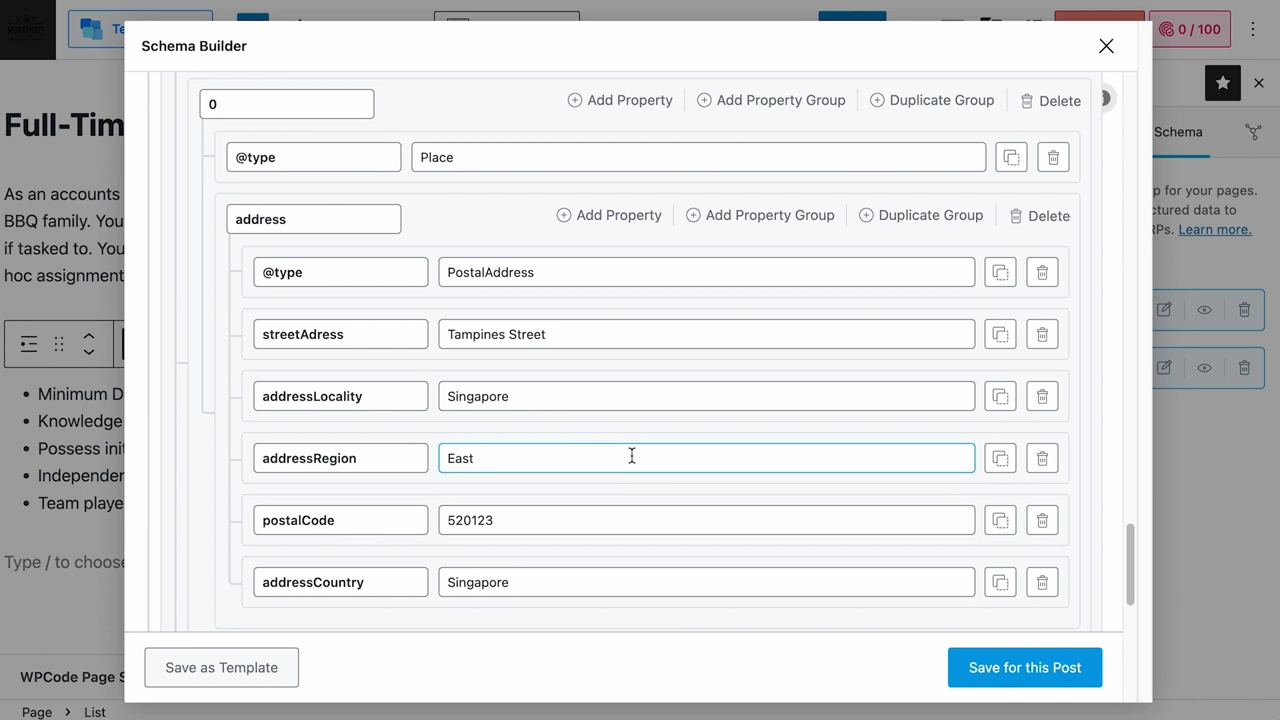 Te
0 / 100
Schema Builder
Full-Tim
0
Add Property
Add Property Group
Duplicate Group
Delete
Schema
@type
Place
As an accounts
BBQ family. You
if tasked to. You
hoc assignment
p for your pages.
ctured data to
RPs. Learn more.
address
Add Property
Add Property Group
Duplicate Group
Delete
@type
PostalAddress
streetAdress
Tampines Street
addressLocality
Singapore
addressRegion
East
postalCode
520123
addressCountry
Singapore
Minimum D
Knowledge
Possess init
Independer
Team playe
Type / to choose
Save as Template
Save for this Post
WPCode Page S
Page > List